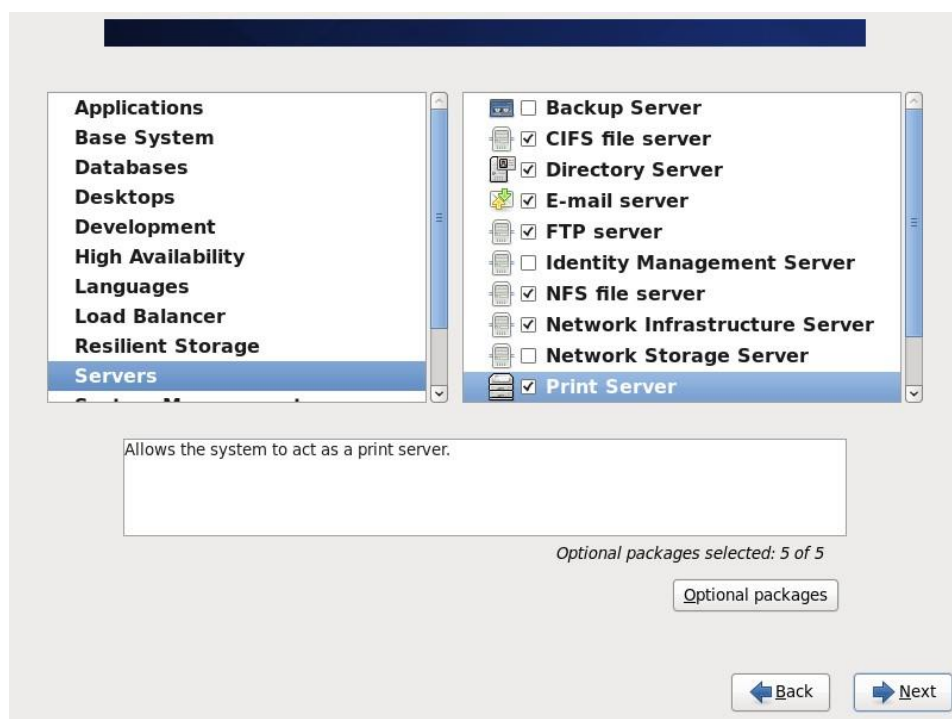 Applications
Base System
Databases
Desktops
Development
High Availability
Languages
Load Balancer
Resilient Storage
Servers
Backup Server
CIFS file server
Directory Server
E-mail server
FTP server
Identity Management Server
NFS file server
Network Infrastructure Server
Network Storage Server
Print Server
Allows the system to act as a print server.
Optional packages selected: 5 of 5
Optional packages
Back
Next